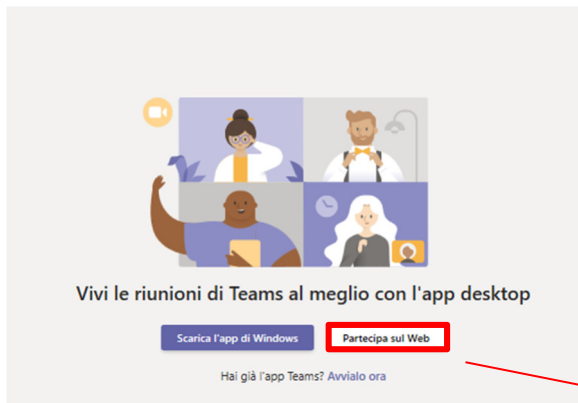 Vivi le riunioni di Teams al meglio con l'app desktop
Scarica l'app di Windows Partecipa sul Web
Hai già l'app Teams? Avvialo ora